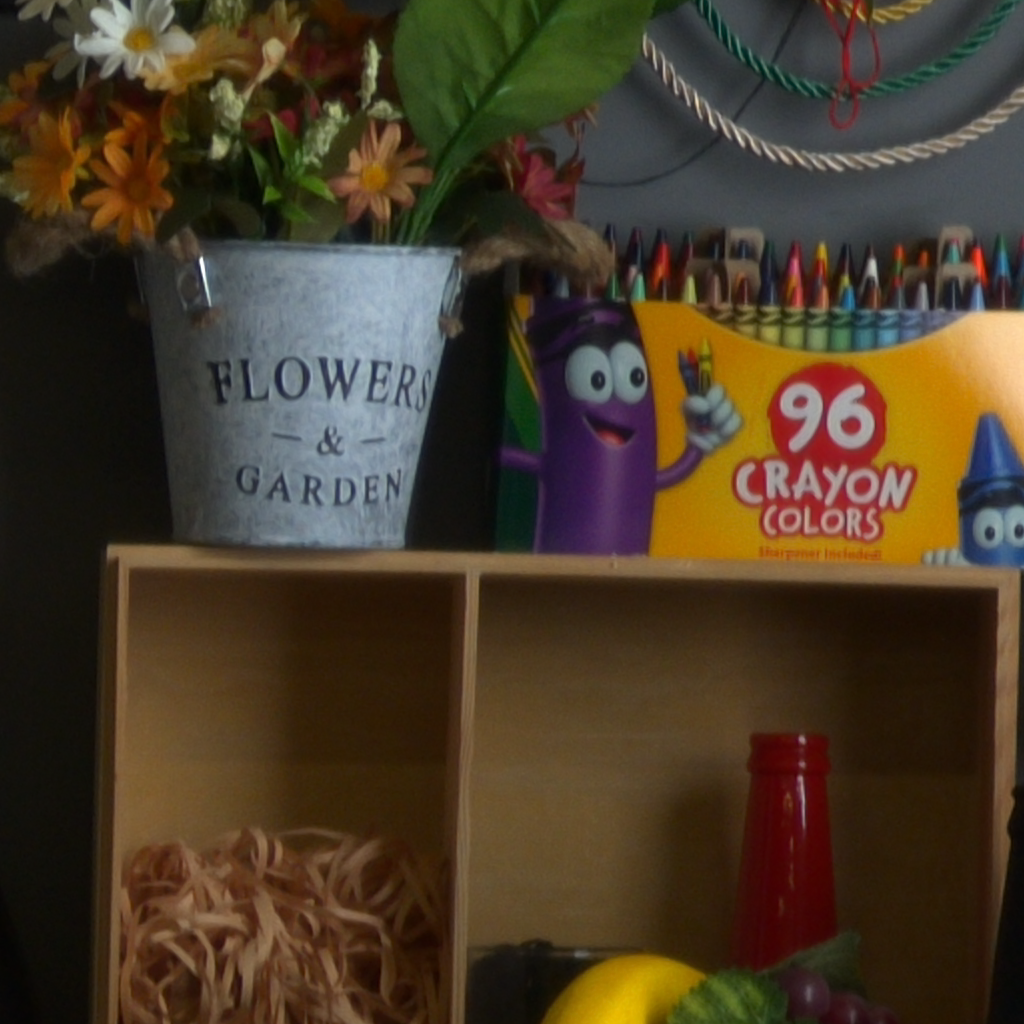 FLOWERS
&
GARDEN
96
CRAYON
COLORS
Sharpener Included!